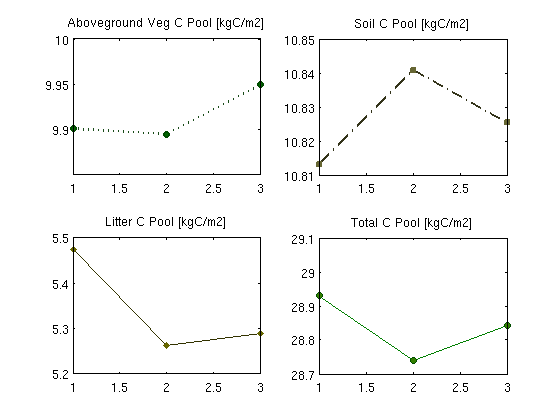 Aboveground Veg C Pool [kgC/m2]
10
9.95
9.9
1 1.5 2 2.5 3
Soil C Pool [kgC/m2]
10.85
10.84
10.83
10.82
10.81
1 1.5 2 2.5 3
Litter C Pool [kgC/m2]
5.5
5.4
5.3
5.2
1 1.5 2 2.5 3
Total C Pool [kgC/m2]
29.1
29
28.9
28.8
28.7
1 1.5 2 2.5 3